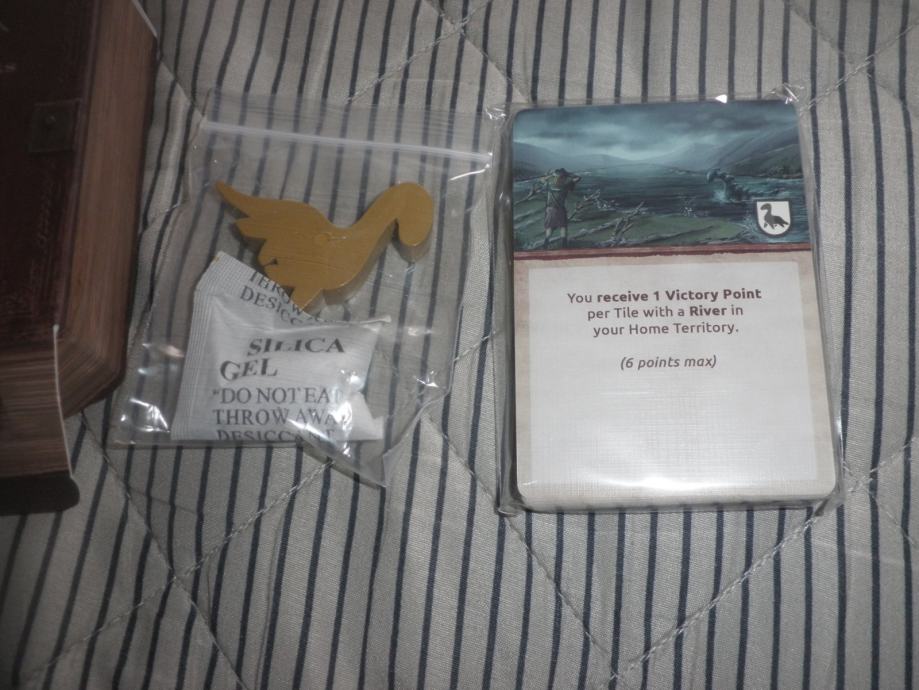 THROW
DESICC
SILICA
GEL
"DO NOT EAT
THROW AWAY
DESICCANT
You receive 1 Victory Point
per Tile with a River in
your Home Territory.
(6 points max)